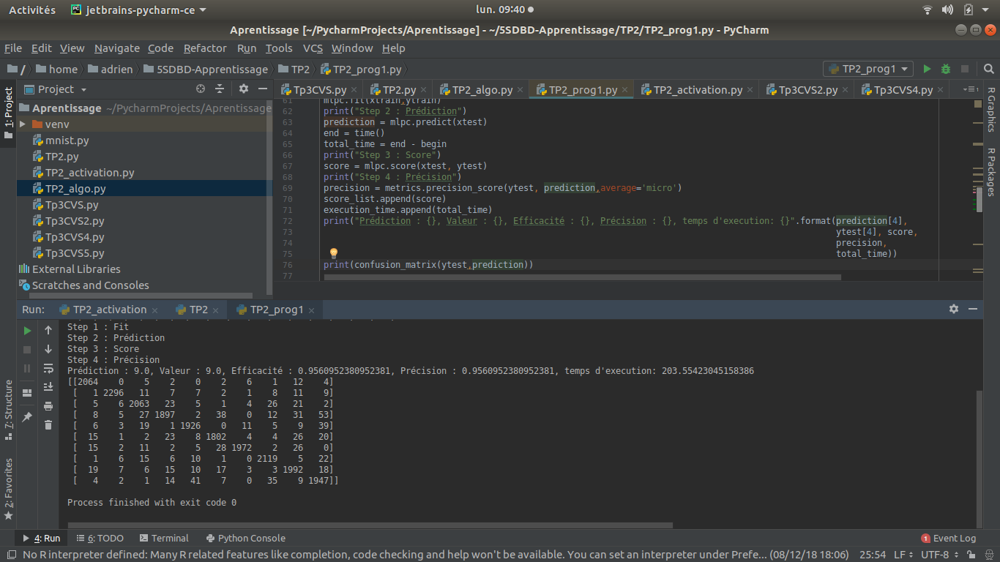 Activités jetbrains-pycharm-ce lun. 09:40
Aprentissage [~/PycharmProjects/Aprentissage] - ~/5SDBD-Apprentissage/TP2/TP2_prog1.py - PyCharm
File Edit View Navigate Code Refactor Run Tools VCS Window Help
/ home adrien 5SDBD-Apprentissage TP2 TP2_prog1.py TP2_prog1
Project
Tp3CVS.py TP2.py TP2_algo.py TP2_prog1.py TP2_activation.py Tp3CVS2.py Tp3CVS4.py
1: Project
Aprentissage ~/PycharmProjects/Aprentissage
venv
mnist.py
TP2.py
TP2_activation.py
TP2_algo.py
Tp3CVS.py
Tp3CVS2.py
Tp3CVS4.py
Tp3CVS5.py
External Libraries
Scratches and Consoles
61 mlpc.fit(xtrain,ytrain)
62 print("Step 2 : Prédiction")
63 prediction = mlpc.predict(xtest)
64 end = time()
65 total_time = end - begin
66 print("Step 3 : Score")
67 score = mlpc.score(xtest, ytest)
68 print("Step 4 : Précision")
69 precision = metrics.precision_score(ytest, prediction,average='micro')
70 score_list.append(score)
71 execution_time.append(total_time)
72 print("Prédiction : {}, Valeur : {}, Efficacité : {}, Précision : {}, temps d'execution: {}".format(prediction[4],
73 ytest[4], score,
74 precision,
75 total_time))
76 print(confusion_matrix(ytest,prediction))
77
R Graphics
R Packages
Run: TP2_activation TP2 TP2_prog1
Step 1 : Fit
Step 2 : Prédiction
Step 3 : Score
Step 4 : Précision
Prédiction : 9.0, Valeur : 9.0, Efficacité : 0.9560952380952381, Précision : 0.9560952380952381, temps d'execution: 203.55423045158386
[[2064 0 5 2 0 2 6 1 12 4]
[ 1 2296 11 7 7 2 1 8 11 9]
[ 5 6 2063 23 5 1 4 26 21 2]
[ 8 5 27 1897 2 38 0 12 31 53]
[ 6 3 19 1 1926 0 11 5 9 39]
[ 15 1 2 23 8 1802 4 4 26 20]
[ 15 2 11 2 5 28 1972 2 26 0]
[ 1 6 15 6 10 1 0 2119 5 22]
[ 19 7 6 15 10 17 3 3 1992 18]
[ 4 2 1 14 41 7 0 35 9 1947]]
Process finished with exit code 0
7: Structure
2: Favorites
4: Run 6: TODO Terminal Python Console 1 Event Log
No R interpreter defined: Many R related features like completion, code checking and help won't be available. You can set an interpreter under Prefe... (08/12/18 18:06) 25:54 LF UTF-8